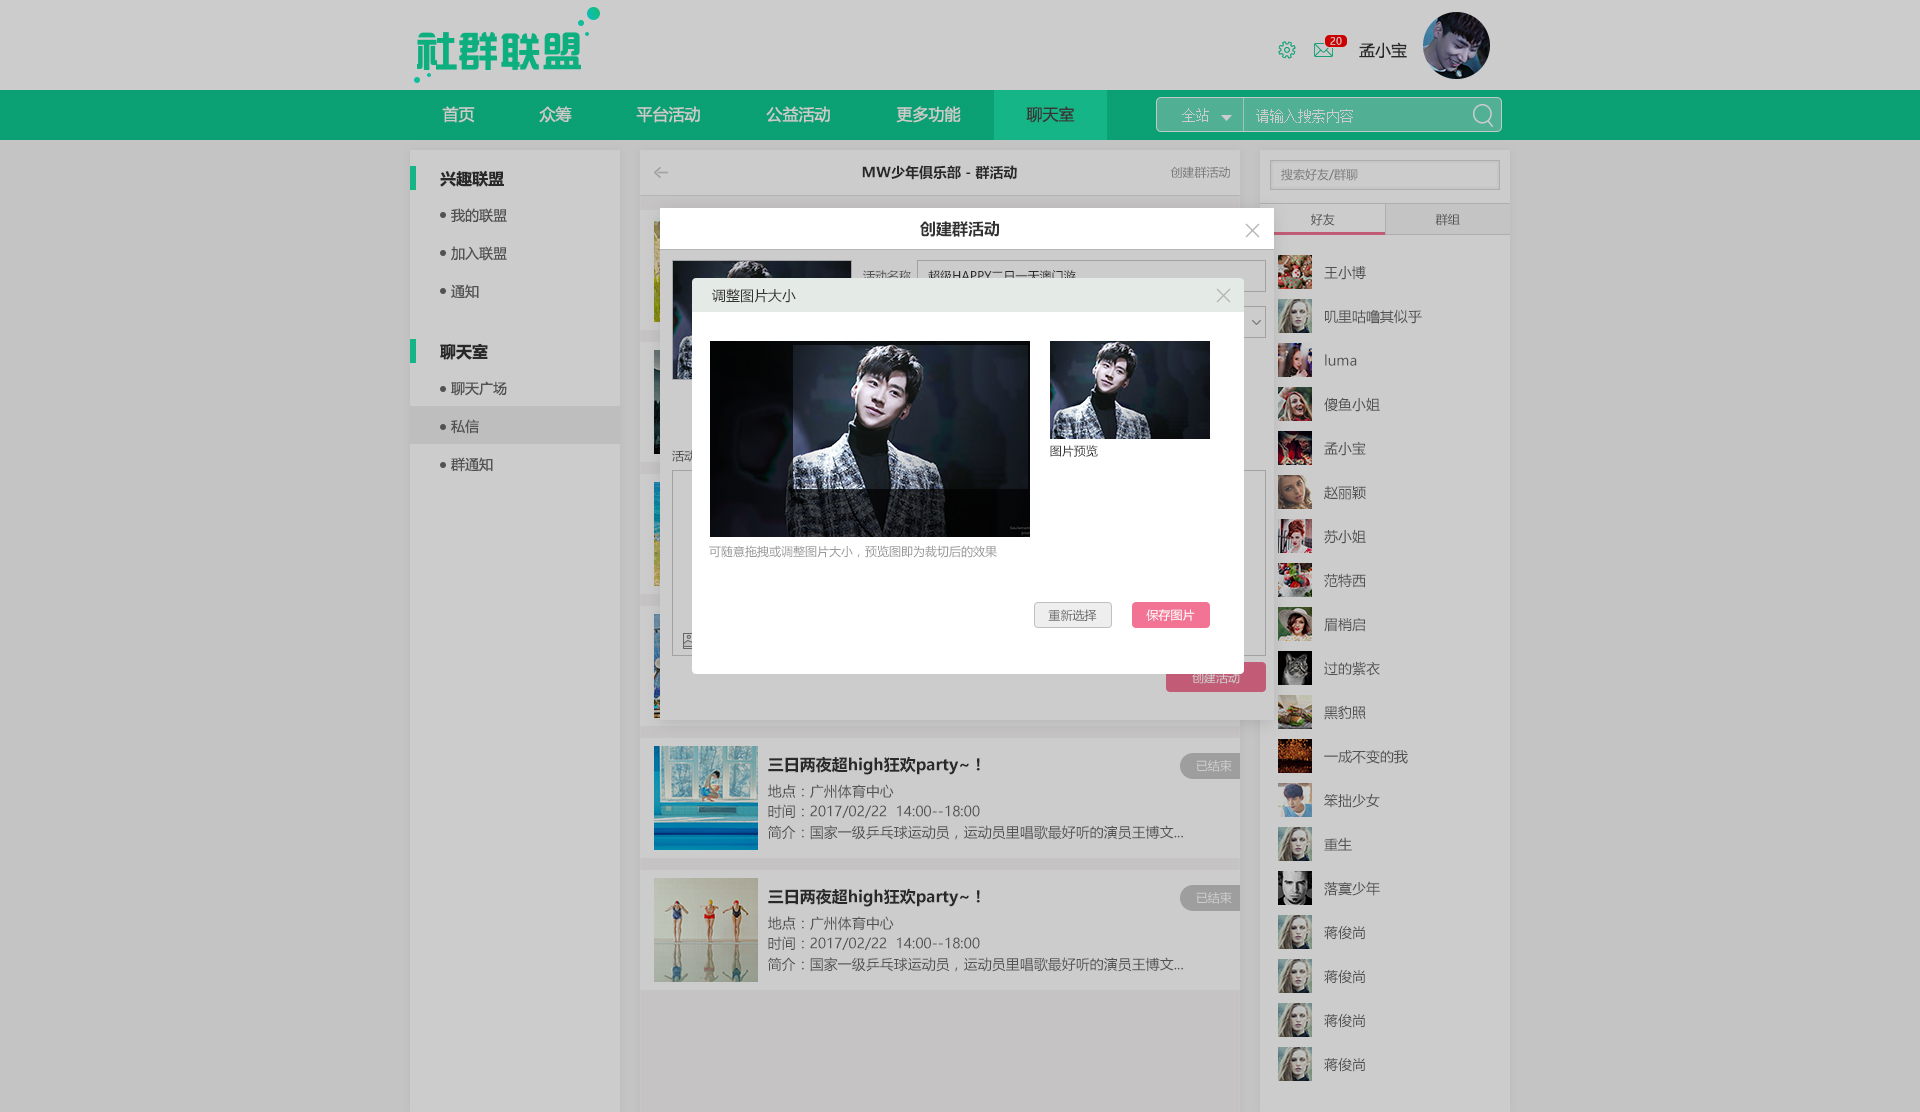 社群联盟
20
孟小宝
首页
众筹
平台活动
公益活动
更多功能
聊天室
全站
请输入搜索内容
兴趣联盟
我的联盟
加入联盟
通知
聊天室
聊天广场
私信
群通知
MW少年俱乐部 - 群活动
创建群活动
创建群活动
活动名称
超级HAPPY二日一天澳门游
调整图片大小
图片预览
可随意拖拽或调整图片大小，预览图即为裁切后的效果
重新选择
保存图片
活动
创建活动
三日两夜超high狂欢party~！
已结束
地点：广州体育中心
时间：2017/02/22 14:00--18:00
简介：国家一级乒乓球运动员，运动员里唱歌最好听的演员王博文...
三日两夜超high狂欢party~！
已结束
地点：广州体育中心
时间：2017/02/22 14:00--18:00
简介：国家一级乒乓球运动员，运动员里唱歌最好听的演员王博文...
搜索好友/群聊
好友
群组
王小博
叽里咕噜其似乎
luma
傻鱼小姐
孟小宝
赵丽颖
苏小姐
范特西
眉梢启
过的紫衣
黑豹照
一成不变的我
笨拙少女
重生
落寞少年
蒋俊尚
蒋俊尚
蒋俊尚
蒋俊尚